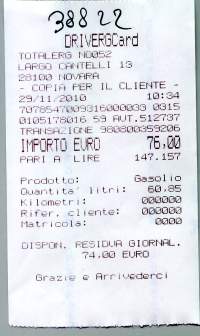 38822
DRIVERGCard
TOTALERG N0052
LARGO CANTELLI 13
28100 NOVARA
- COPIA PER IL CLIENTE -
29/11/2010 10:34
7078547009316000033 0315
0105178016 59 AUT.512737
TRANSAZIONE 980800359206
IMPORTO EURO 76,00
PARI A LIRE 147.157
Prodotto: Gasolio
Quantita' litri: 60,85
Kilometri: 000000
Rifer. cliente: 000000
Matricola: 0000
DISPON. RESIDUA GIORNAL.
74,00 EURO
Grazie e Arrivederci